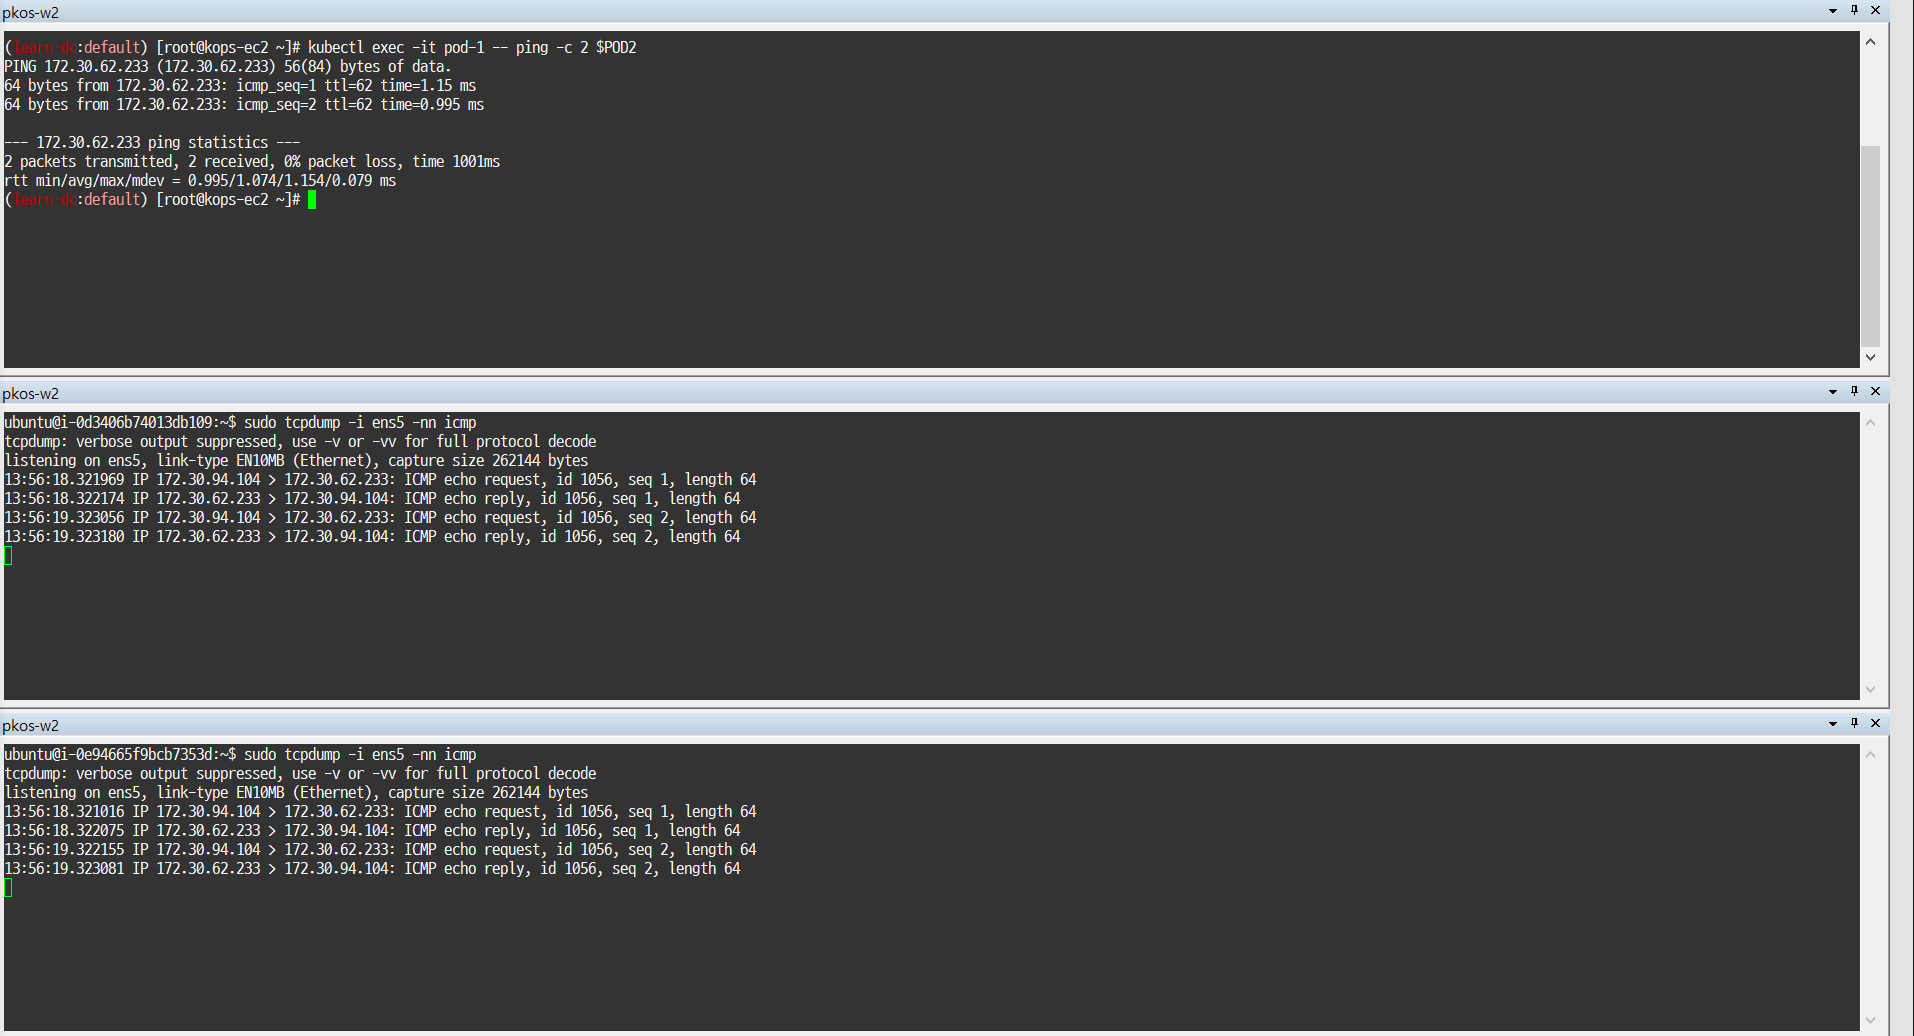 pkos-w2
(learn-dc:default) [root@kops-ec2 ~]# kubectl exec -it pod-1 -- ping -c 2 $POD2
PING 172.30.62.233 (172.30.62.233) 56(84) bytes of data.
64 bytes from 172.30.62.233: icmp_seq=1 ttl=62 time=1.15 ms
64 bytes from 172.30.62.233: icmp_seq=2 ttl=62 time=0.995 ms
--- 172.30.62.233 ping statistics ---
2 packets transmitted, 2 received, 0% packet loss, time 1001ms
rtt min/avg/max/mdev = 0.995/1.074/1.154/0.079 ms
(learn-dc:default) [root@kops-ec2 ~]#
pkos-w2
ubuntu@i-0d3406b74013db109:~$ sudo tcpdump -i ens5 -nn icmp
tcpdump: verbose output suppressed, use -v or -vv for full protocol decode
listening on ens5, link-type EN10MB (Ethernet), capture size 262144 bytes
13:56:18.321969 IP 172.30.94.104 > 172.30.62.233: ICMP echo request, id 1056, seq 1, length 64
13:56:18.322174 IP 172.30.62.233 > 172.30.94.104: ICMP echo reply, id 1056, seq 1, length 64
13:56:19.323056 IP 172.30.94.104 > 172.30.62.233: ICMP echo request, id 1056, seq 2, length 64
13:56:19.323180 IP 172.30.62.233 > 172.30.94.104: ICMP echo reply, id 1056, seq 2, length 64
pkos-w2
ubuntu@i-0e94665f9bcb7353d:~$ sudo tcpdump -i ens5 -nn icmp
tcpdump: verbose output suppressed, use -v or -vv for full protocol decode
listening on ens5, link-type EN10MB (Ethernet), capture size 262144 bytes
13:56:18.321016 IP 172.30.94.104 > 172.30.62.233: ICMP echo request, id 1056, seq 1, length 64
13:56:18.322075 IP 172.30.62.233 > 172.30.94.104: ICMP echo reply, id 1056, seq 1, length 64
13:56:19.322155 IP 172.30.94.104 > 172.30.62.233: ICMP echo request, id 1056, seq 2, length 64
13:56:19.323081 IP 172.30.62.233 > 172.30.94.104: ICMP echo reply, id 1056, seq 2, length 64